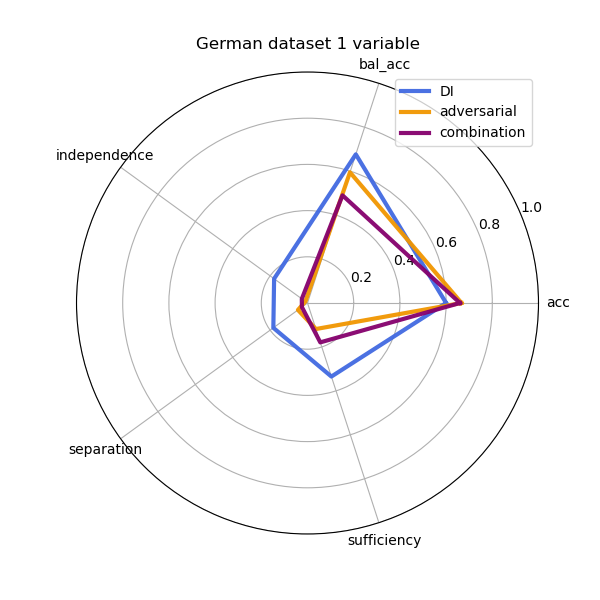 German dataset 1 variable
bal_acc
DI
adversarial
combination
independence
1.0
0.8
0.6
0.4
0.2
acc
separation
sufficiency